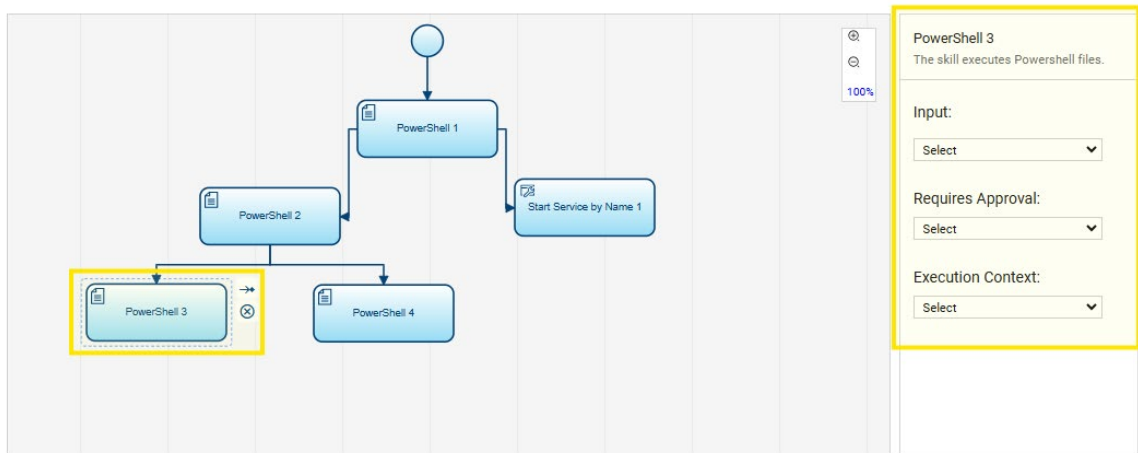 PowerShell 1
PowerShell 2
Start Service by Name 1
PowerShell 3
PowerShell 4
100%
PowerShell 3
The skill executes Powershell files.
Input:
Select
Requires Approval:
Select
Execution Context:
Select